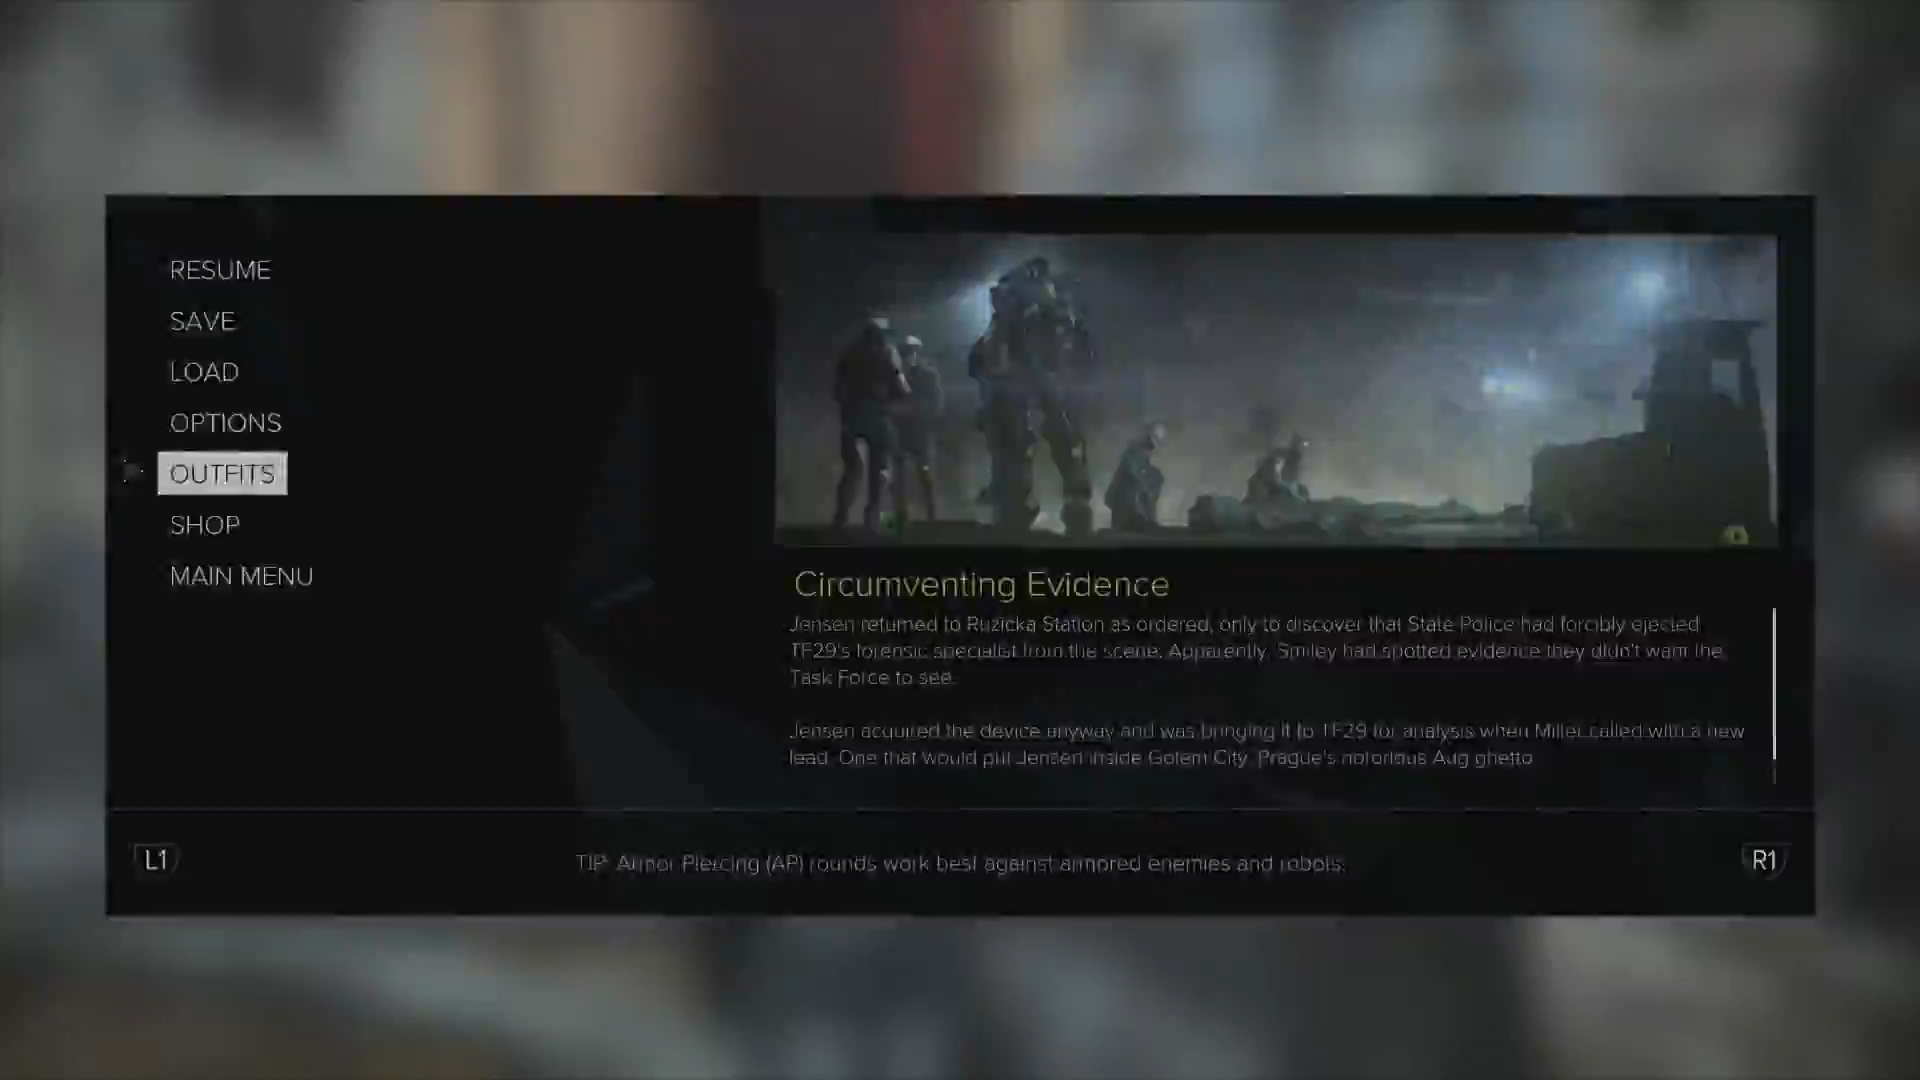 RESUME
SAVE
LOAD
OPTIONS
OUTFITS
SHOP
MAIN MENU
Circumventing Evidence
Jensen returned to Ruzicka Station as ordered, only to discover that State Police had forcibly ejected
TF29's forensic specialist from the scene. Apparently, Smiley had spotted evidence they didn't want the
Task Force to see.
Jensen acquired the device anyway and was bringing it to TF29 for analysis when Miller called with a new
lead. One that would put Jensen inside Golem City, Prague's notorious Aug ghetto.
L1
TIP: Armor Piercing (AP) rounds work best against armored enemies and robots.
R1